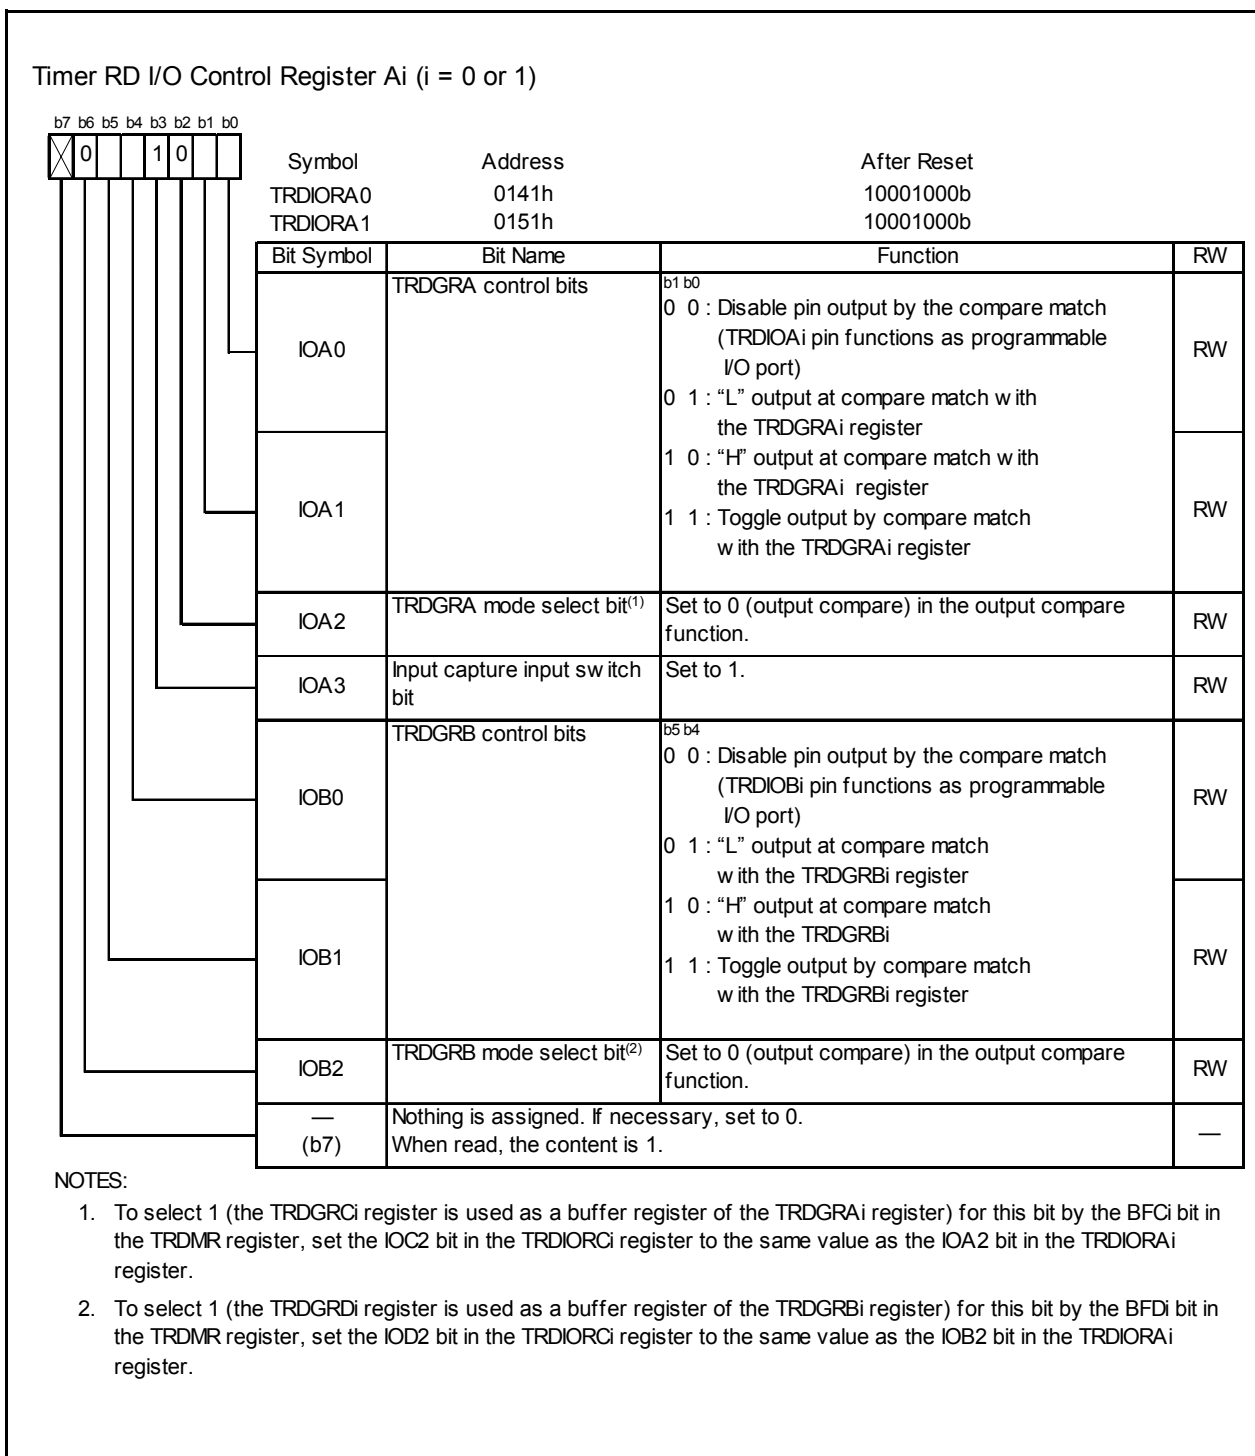 Timer RD I/O Control Register Ai (i = 0 or 1)
b7 b6 b5 b4 b3 b2 b1 b0
0 1 0
Symbol Address After Reset
TRDIORA0 0141h 10001000b
TRDIORA1 0151h 10001000b
Bit Symbol Bit Name Function RW
IOA0 TRDGRA control bits b1 b0 RW
0 0 : Disable pin output by the compare match
(TRDIOAi pin functions as programmable
I/O port)
0 1 : “L” output at compare match with
the TRDGRAi register
IOA1 1 0 : “H” output at compare match with RW
the TRDGRAi register
1 1 : Toggle output by compare match
with the TRDGRAi register
IOA2 TRDGRA mode select bit(1) Set to 0 (output compare) in the output compare RW
function.
IOA3 Input capture input switch Set to 1. RW
bit
IOB0 TRDGRB control bits b5 b4 RW
0 0 : Disable pin output by the compare match
(TRDIOBi pin functions as programmable
I/O port)
0 1 : “L” output at compare match
with the TRDGRBi register
IOB1 1 0 : “H” output at compare match RW
with the TRDGRBi
1 1 : Toggle output by compare match
with the TRDGRBi register
IOB2 TRDGRB mode select bit(2) Set to 0 (output compare) in the output compare RW
function.
— Nothing is assigned. If necessary, set to 0. —
(b7) When read, the content is 1.
NOTES:
1. To select 1 (the TRDGRCi register is used as a buffer register of the TRDGRAi register) for this bit by the BFCi bit in
the TRDMR register, set the IOC2 bit in the TRDIORCi register to the same value as the IOA2 bit in the TRDIORAi
register.
2. To select 1 (the TRDGRDi register is used as a buffer register of the TRDGRBi register) for this bit by the BFDi bit in
the TRDMR register, set the IOD2 bit in the TRDIORCi register to the same value as the IOB2 bit in the TRDIORAi
register.